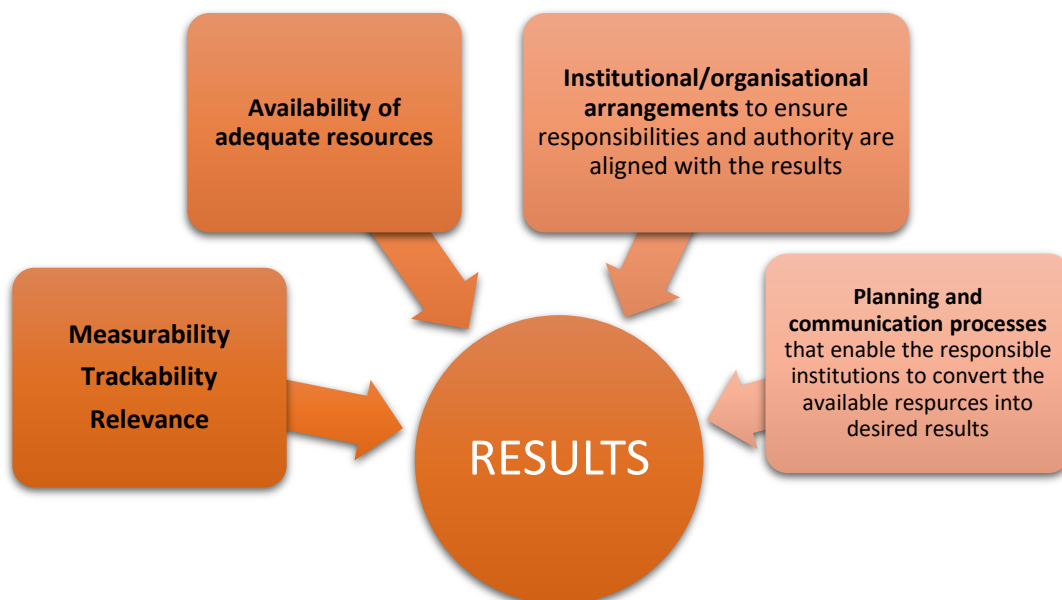 Availability of
adequate resources
Institutional/organisational
arrangements to ensure
responsibilities and authority are
aligned with the results
Measurability
Trackability
Relevance
Planning and
communication processes
that enable the responsible
institutions to convert the
available respurces into
desired results
RESULTS